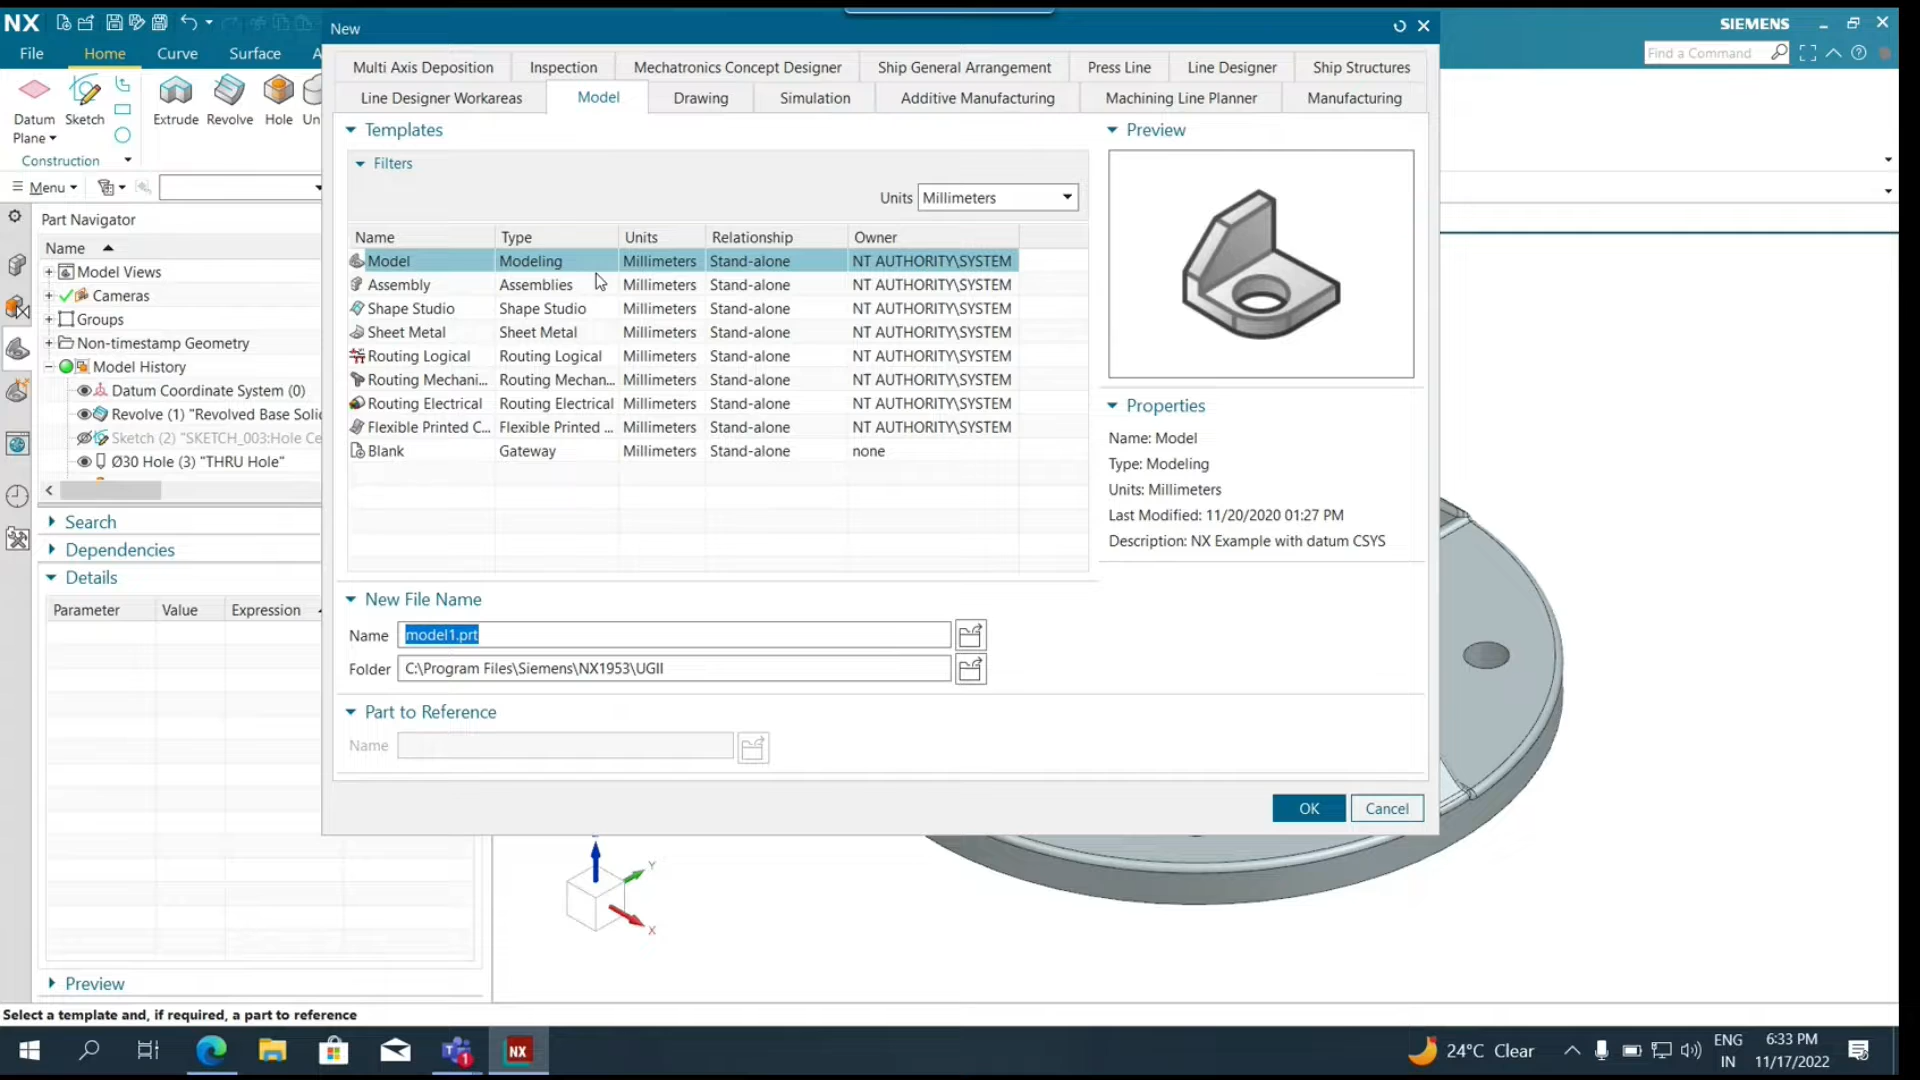 NX
New
SIEMENS
File
Home
Curve
Surface
A
Find a Command
Multi Axis Deposition
Inspection
Mechatronics Concept Designer
Ship General Arrangement
Press Line
Line Designer
Ship Structures
Line Designer Workareas
Model
Drawing
Simulation
Additive Manufacturing
Machining Line Planner
Manufacturing
Datum
Plane
Sketch
Extrude
Revolve
Hole
Un
Construction
Menu
Templates
Filters
Units Millimeters
Name Type Units Relationship Owner
Model Modeling Millimeters Stand-alone NT AUTHORITY\SYSTEM
Assembly Assemblies Millimeters Stand-alone NT AUTHORITY\SYSTEM
Shape Studio Shape Studio Millimeters Stand-alone NT AUTHORITY\SYSTEM
Sheet Metal Sheet Metal Millimeters Stand-alone NT AUTHORITY\SYSTEM
Routing Logical Routing Logical Millimeters Stand-alone NT AUTHORITY\SYSTEM
Routing Mechani... Routing Mechan... Millimeters Stand-alone NT AUTHORITY\SYSTEM
Routing Electrical Routing Electrical Millimeters Stand-alone NT AUTHORITY\SYSTEM
Flexible Printed C... Flexible Printed ... Millimeters Stand-alone NT AUTHORITY\SYSTEM
Blank Gateway Millimeters Stand-alone none
Preview
Properties
Name: Model
Type: Modeling
Units: Millimeters
Last Modified: 11/20/2020 01:27 PM
Description: NX Example with datum CSYS
New File Name
Name model1.prt
Folder C:\Program Files\Siemens\NX1953\UGII
Part to Reference
Name
OK
Cancel
Part Navigator
Name
Model Views
Cameras
Groups
Non-timestamp Geometry
Model History
Datum Coordinate System (0)
Revolve (1) "Revolved Base Solid
Sketch (2) "SKETCH_003:Hole Ce
Ø30 Hole (3) "THRU Hole"
Search
Dependencies
Details
Parameter Value Expression
Preview
Y
X
Select a template and, if required, a part to reference
1
NX
24°C Clear
ENG
IN
6:33 PM
11/17/2022